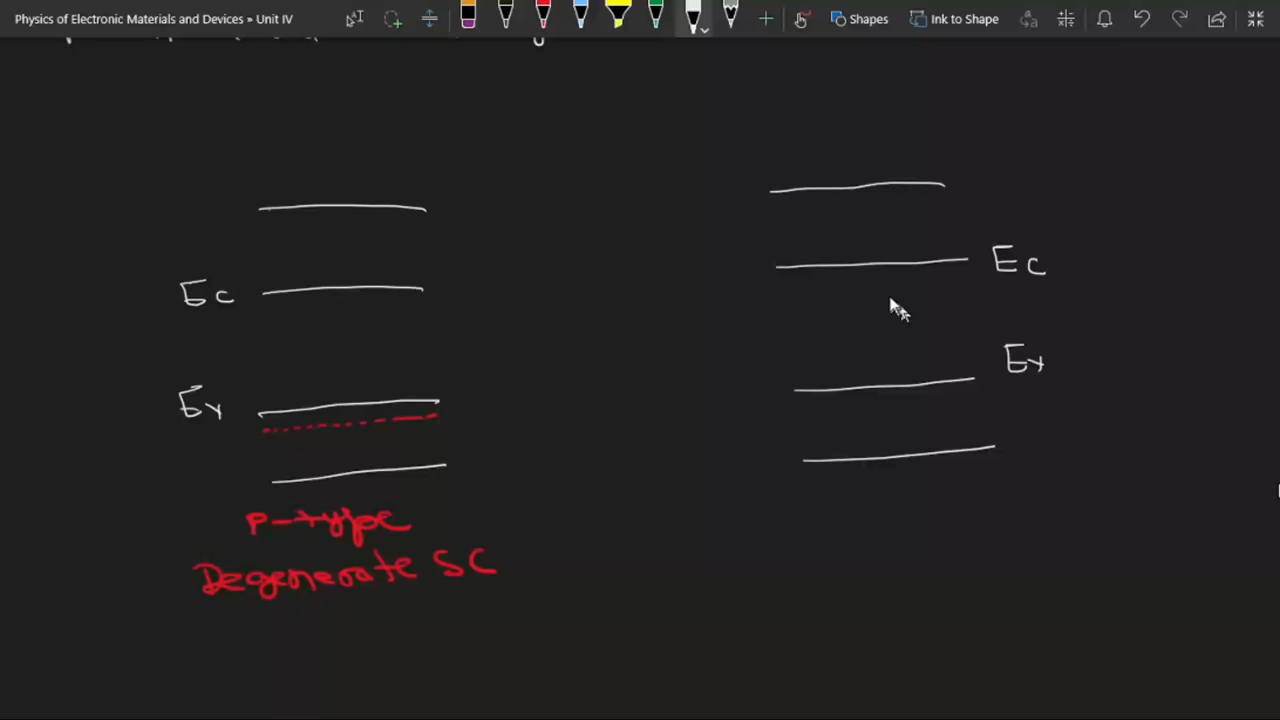 Physics of Electronic Materials and Devices » Unit IV
Shapes
Ink to Shape
Ec
Ec
Ev
Ev
P-type
Degenerate SC